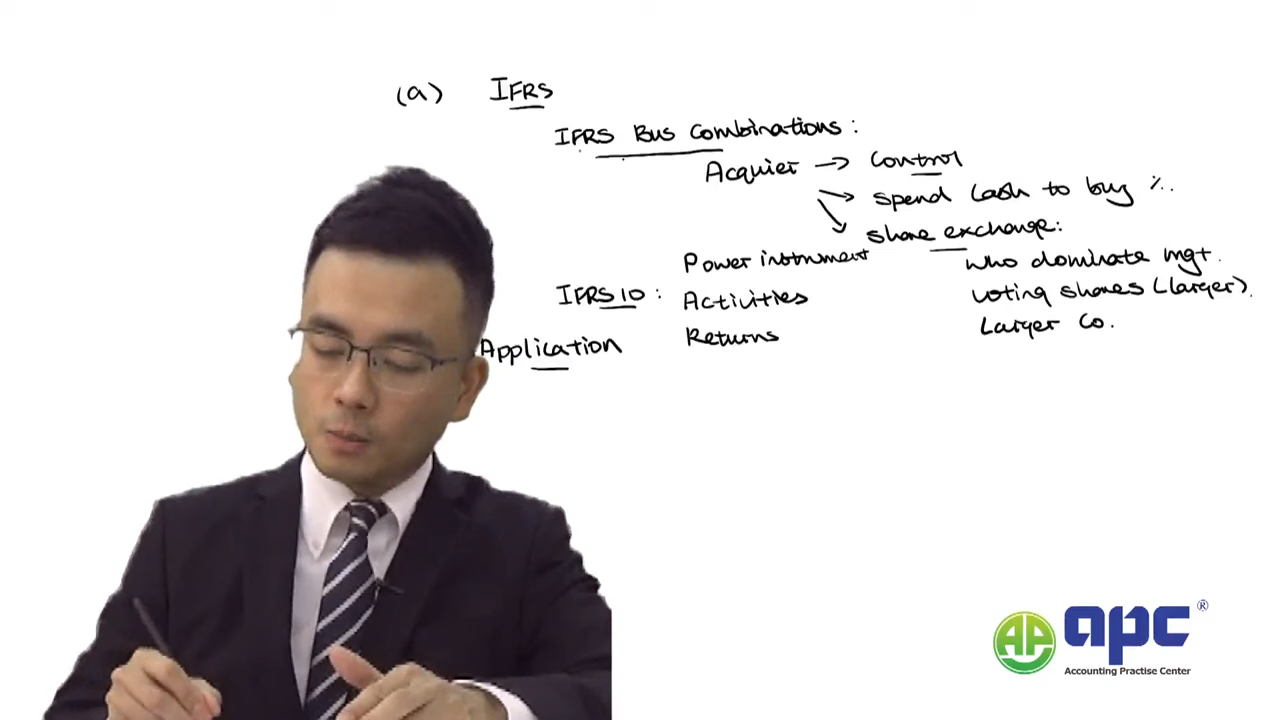 (a) IFRS
IFRS Bus Combinations :
Acquier → Control
→ spend cash to buy %.
→ share exchange:
Power instrument
who dominate mgt.
IFRS 10 : Activities
voting shares (larger).
Application
Returns
Larger Co.
APC
apc®
Accounting Practise Center